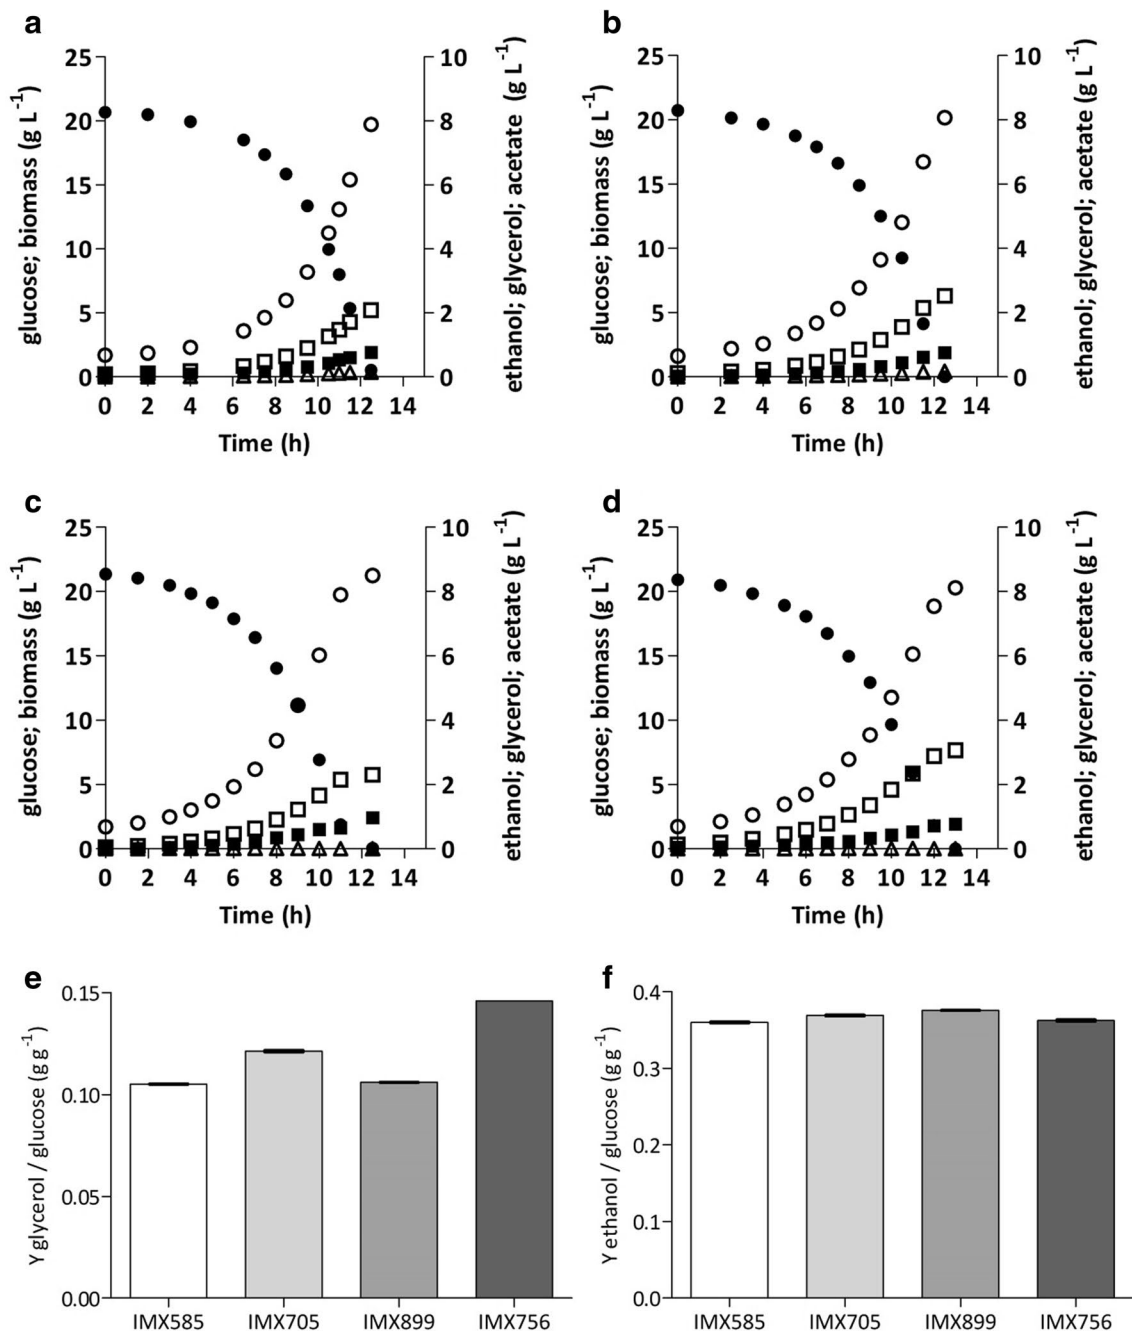 a
b
glucose; biomass (g L⁻¹)
25
20
15
10
5
0
10
8
6
4
2
0
ethanol; glycerol; acetate (g L⁻¹)
0 2 4 6 8 10 12 14
Time (h)
glucose; biomass (g L⁻¹)
25
20
15
10
5
0
10
8
6
4
2
0
ethanol; glycerol; acetate (g L⁻¹)
0 2 4 6 8 10 12 14
Time (h)
c
d
glucose; biomass (g L⁻¹)
25
20
15
10
5
0
10
8
6
4
2
0
ethanol; glycerol; acetate (g L⁻¹)
0 2 4 6 8 10 12 14
Time (h)
glucose; biomass (g L⁻¹)
25
20
15
10
5
0
10
8
6
4
2
0
ethanol; glycerol; acetate (g L⁻¹)
0 2 4 6 8 10 12 14
Time (h)
e
f
Y glycerol / glucose (g g⁻¹)
0.15
0.10
0.05
0.00
IMX585 IMX705 IMX899 IMX756
Y ethanol / glucose (g g⁻¹)
0.4
0.3
0.2
0.1
0.0
IMX585 IMX705 IMX899 IMX756